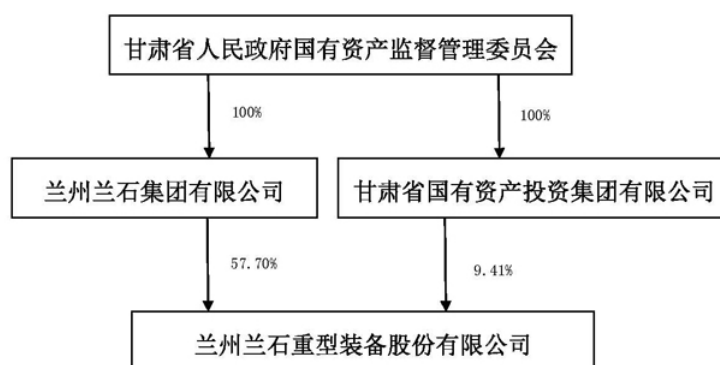 甘肃省人民政府国有资产监督管理委员会
100%
100%
兰州兰石集团有限公司
甘肃省国有资产投资集团有限公司
57.70%
9.41%
兰州兰石重型装备股份有限公司